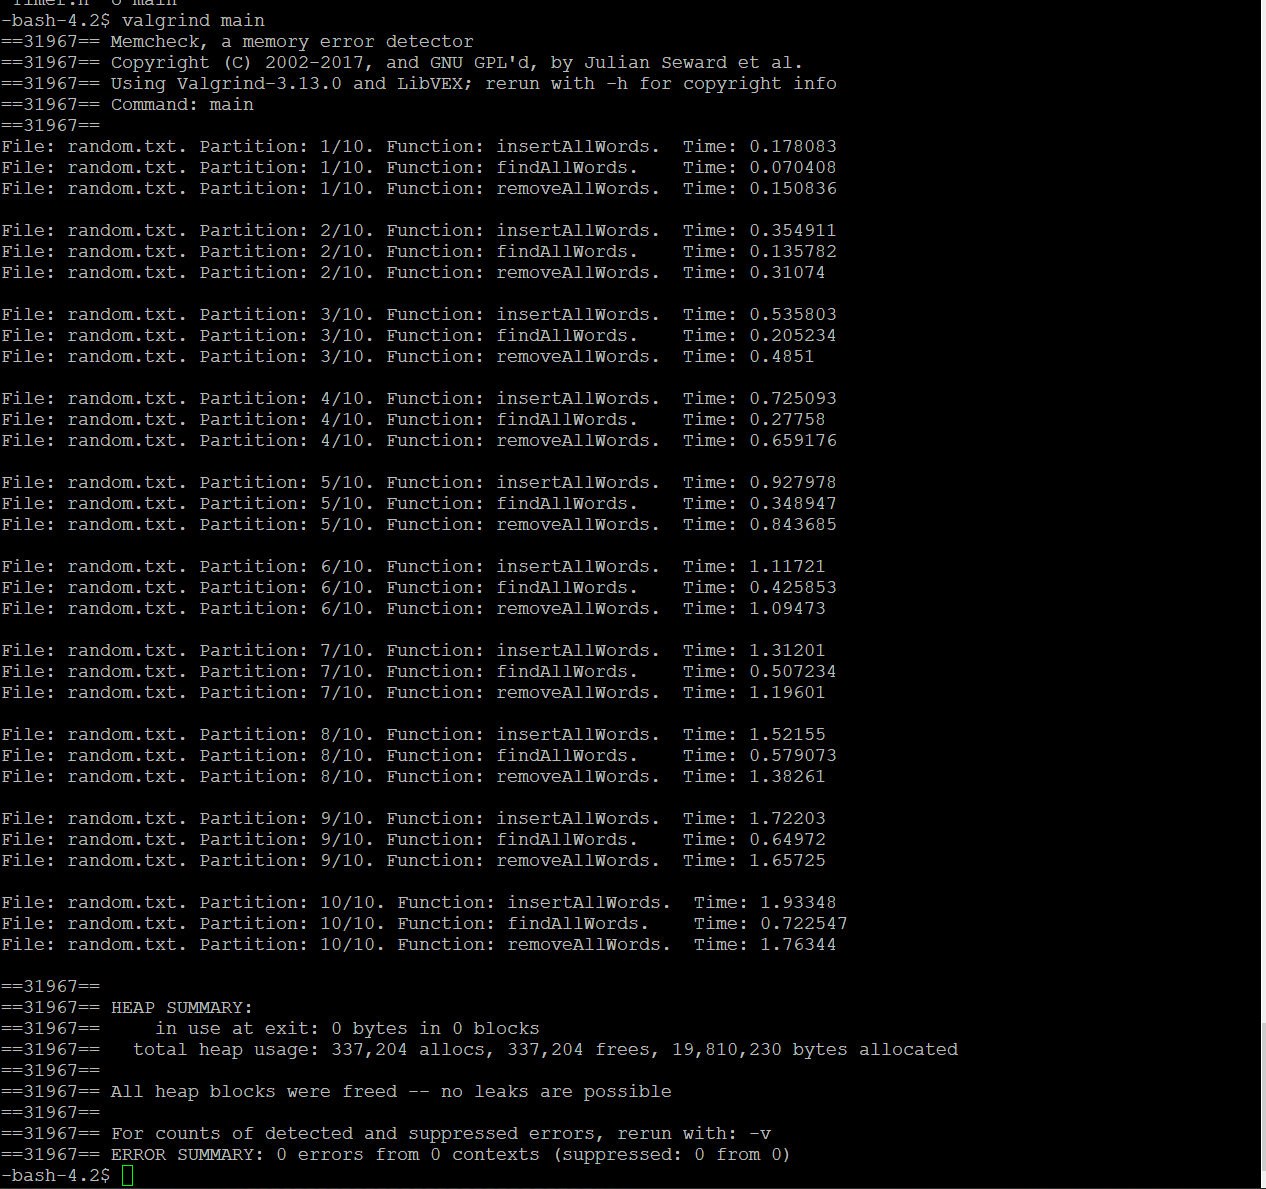 -bash-4.2$ valgrind main
==31967== Memcheck, a memory error detector
==31967== Copyright (C) 2002-2017, and GNU GPL'd, by Julian Seward et al.
==31967== Using Valgrind-3.13.0 and LibVEX; rerun with -h for copyright info
==31967== Command: main
==31967==
File: random.txt. Partition: 1/10. Function: insertAllWords.  Time: 0.178083
File: random.txt. Partition: 1/10. Function: findAllWords.    Time: 0.070408
File: random.txt. Partition: 1/10. Function: removeAllWords.  Time: 0.150836
File: random.txt. Partition: 2/10. Function: insertAllWords.  Time: 0.354911
File: random.txt. Partition: 2/10. Function: findAllWords.    Time: 0.135782
File: random.txt. Partition: 2/10. Function: removeAllWords.  Time: 0.31074
File: random.txt. Partition: 3/10. Function: insertAllWords.  Time: 0.535803
File: random.txt. Partition: 3/10. Function: findAllWords.    Time: 0.205234
File: random.txt. Partition: 3/10. Function: removeAllWords.  Time: 0.4851
File: random.txt. Partition: 4/10. Function: insertAllWords.  Time: 0.725093
File: random.txt. Partition: 4/10. Function: findAllWords.    Time: 0.27758
File: random.txt. Partition: 4/10. Function: removeAllWords.  Time: 0.659176
File: random.txt. Partition: 5/10. Function: insertAllWords.  Time: 0.927978
File: random.txt. Partition: 5/10. Function: findAllWords.    Time: 0.348947
File: random.txt. Partition: 5/10. Function: removeAllWords.  Time: 0.843685
File: random.txt. Partition: 6/10. Function: insertAllWords.  Time: 1.11721
File: random.txt. Partition: 6/10. Function: findAllWords.    Time: 0.425853
File: random.txt. Partition: 6/10. Function: removeAllWords.  Time: 1.09473
File: random.txt. Partition: 7/10. Function: insertAllWords.  Time: 1.31201
File: random.txt. Partition: 7/10. Function: findAllWords.    Time: 0.507234
File: random.txt. Partition: 7/10. Function: removeAllWords.  Time: 1.19601
File: random.txt. Partition: 8/10. Function: insertAllWords.  Time: 1.52155
File: random.txt. Partition: 8/10. Function: findAllWords.    Time: 0.579073
File: random.txt. Partition: 8/10. Function: removeAllWords.  Time: 1.38261
File: random.txt. Partition: 9/10. Function: insertAllWords.  Time: 1.72203
File: random.txt. Partition: 9/10. Function: findAllWords.    Time: 0.64972
File: random.txt. Partition: 9/10. Function: removeAllWords.  Time: 1.65725
File: random.txt. Partition: 10/10. Function: insertAllWords.  Time: 1.93348
File: random.txt. Partition: 10/10. Function: findAllWords.    Time: 0.722547
File: random.txt. Partition: 10/10. Function: removeAllWords.  Time: 1.76344
==31967==
==31967== HEAP SUMMARY:
==31967==     in use at exit: 0 bytes in 0 blocks
==31967==   total heap usage: 337,204 allocs, 337,204 frees, 19,810,230 bytes allocated
==31967==
==31967== All heap blocks were freed -- no leaks are possible
==31967==
==31967== For counts of detected and suppressed errors, rerun with: -v
==31967== ERROR SUMMARY: 0 errors from 0 contexts (suppressed: 0 from 0)
-bash-4.2$